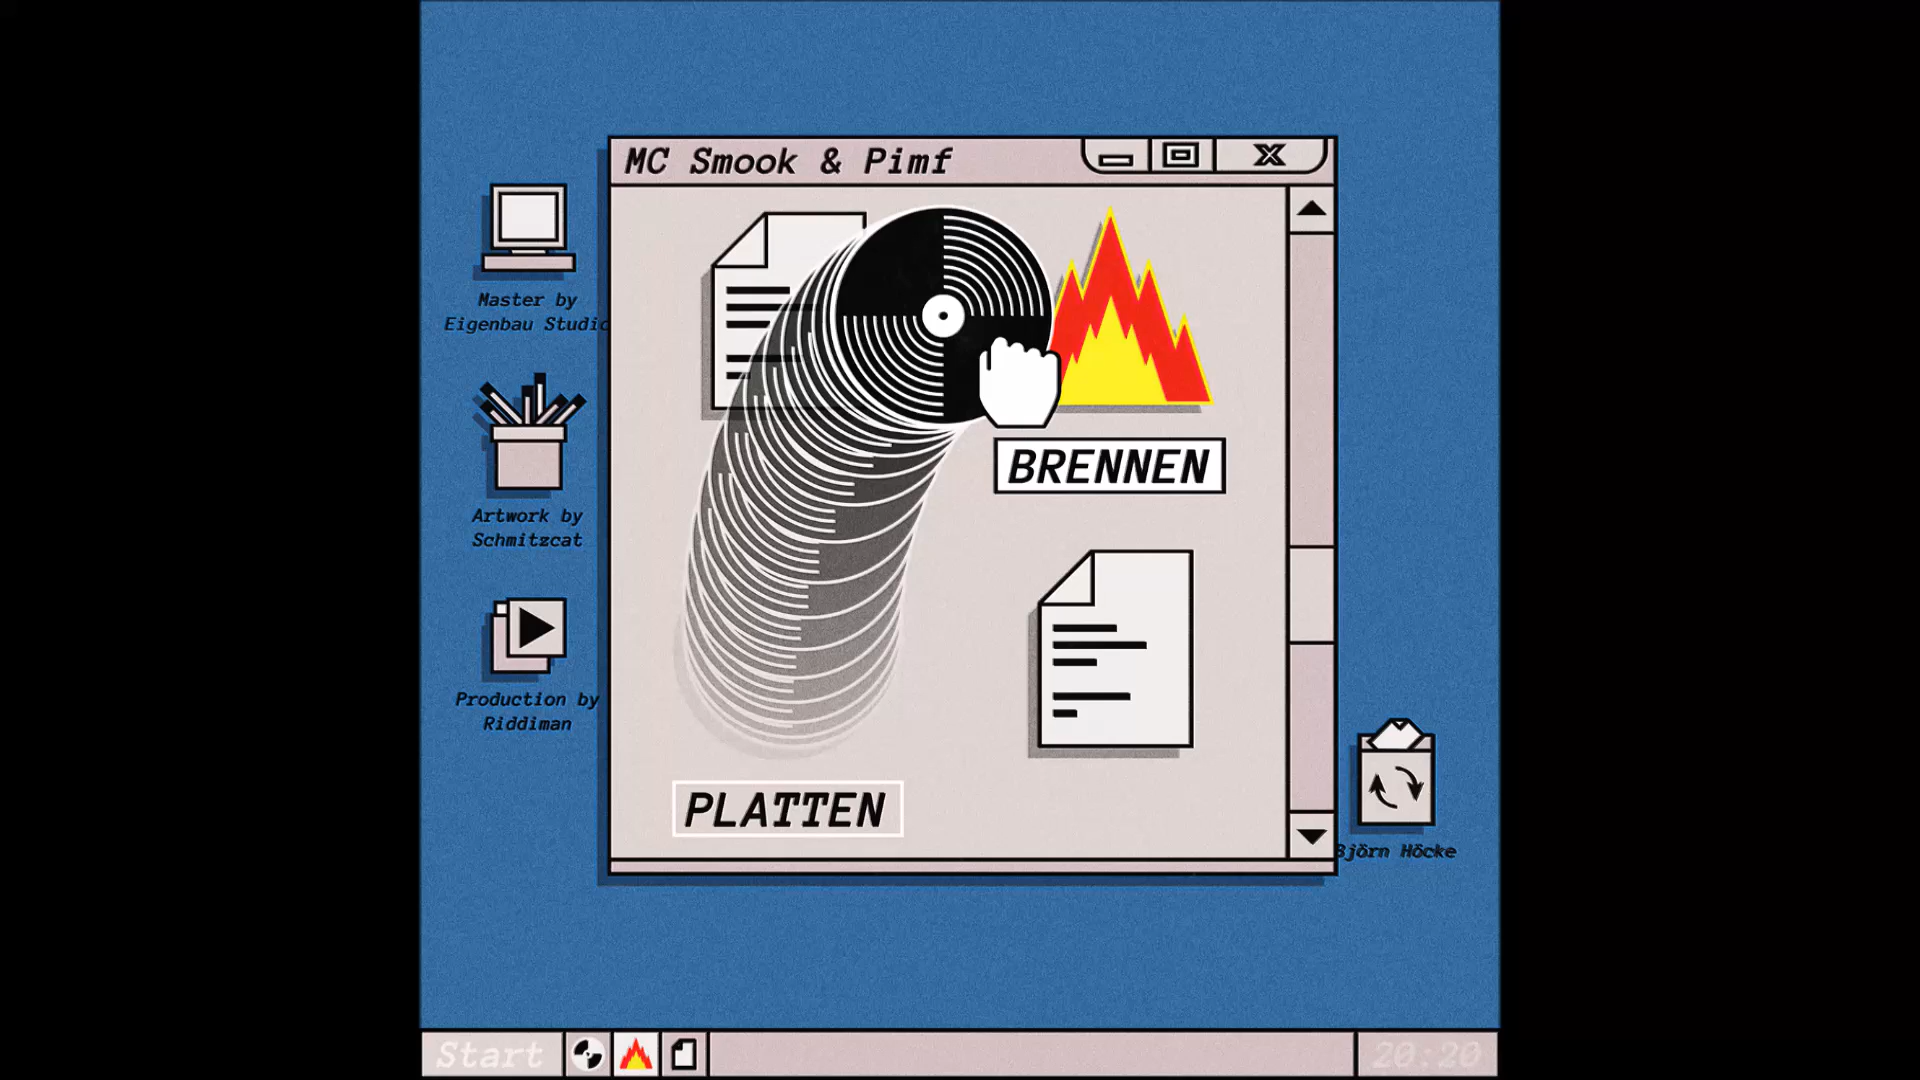 MC Smook & Pimf
Master by
Eigenbau Studio
Artwork by
Schmitzcat
Production by
Riddiman
BRENNEN
PLATTEN
Björn Höcke
Start
20:20